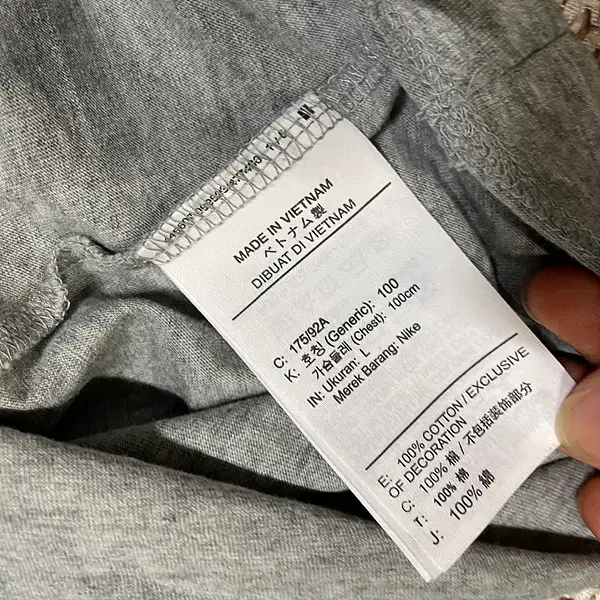 MADE IN VIETNAM
ベトナム製
DIBUAT DI VIETNAM
C: 175/92A
K: 호칭 (Generic): 100
가슴둘레 (Chest): 100cm
IN: Ukuran: L
Merek Barang: Nike
E: 100% COTTON/ EXCLUSIVE
OF DECORATION
C: 100% 棉 / 不包括装饰部分
T: 100% 棉
J: 100% 綿